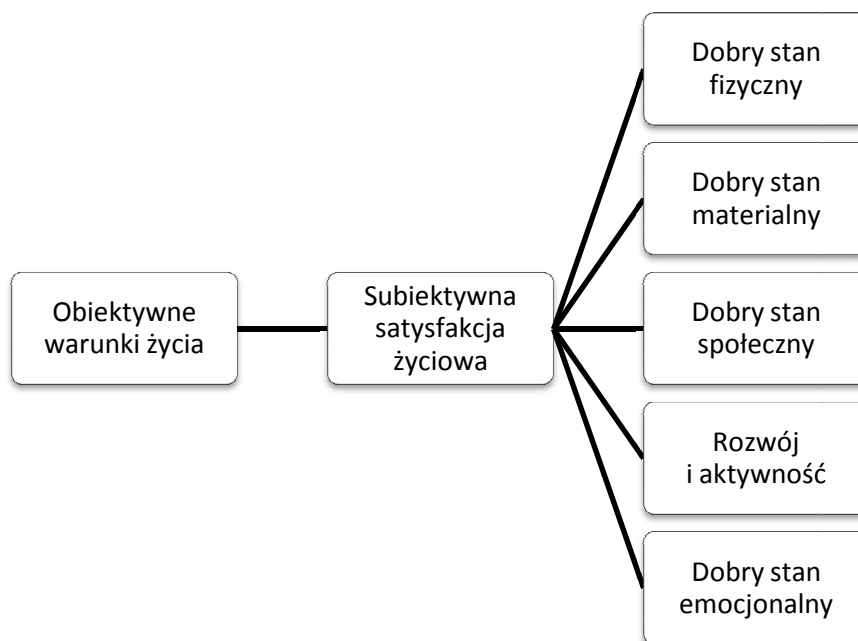 Obiektywne
warunki życia
Subiektywna
satysfakcja
życiowa
Dobry stan
fizyczny
Dobry stan
materialny
Dobry stan
społeczny
Rozwój
i aktywność
Dobry stan
emocjonalny